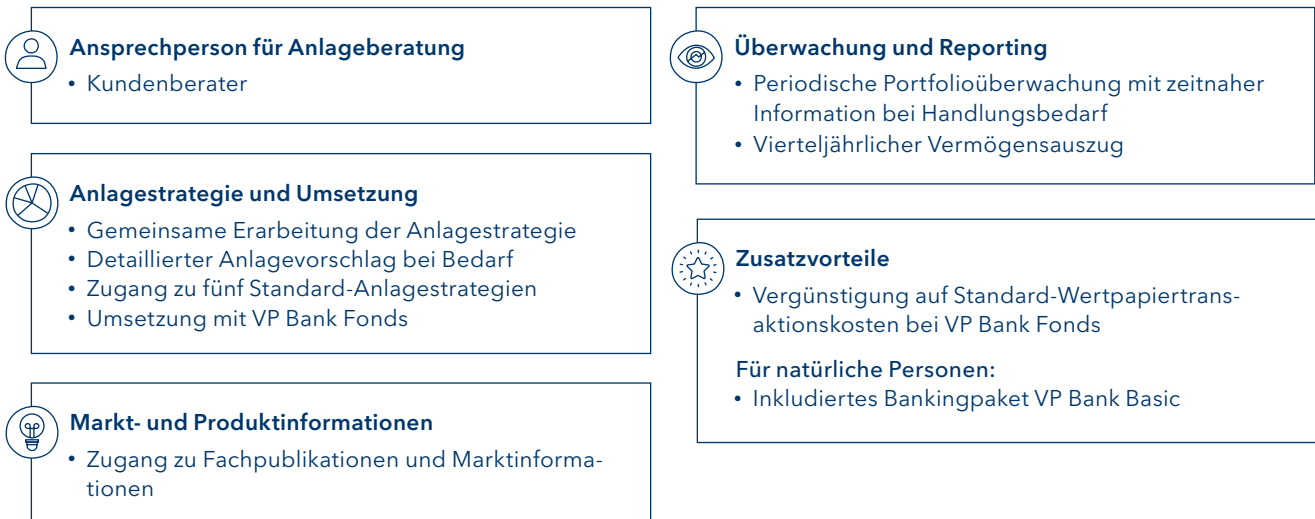 Ansprechperson für Anlageberatung
• Kundenberater
Anlagestrategie und Umsetzung
• Gemeinsame Erarbeitung der Anlagestrategie
• Detaillierter Anlagevorschlag bei Bedarf
• Zugang zu fünf Standard-Anlagestrategien
• Umsetzung mit VP Bank Fonds
Markt- und Produktinformationen
• Zugang zu Fachpublikationen und Marktinforma-
tionen
Überwachung und Reporting
• Periodische Portfolioüberwachung mit zeitnaher
Information bei Handlungsbedarf
• Vierteljährlicher Vermögensauszug
Zusatzvorteile
• Vergünstigung auf Standard-Wertpapiertrans-
aktionskosten bei VP Bank Fonds
Für natürliche Personen:
• Inkludiertes Bankingpaket VP Bank Basic